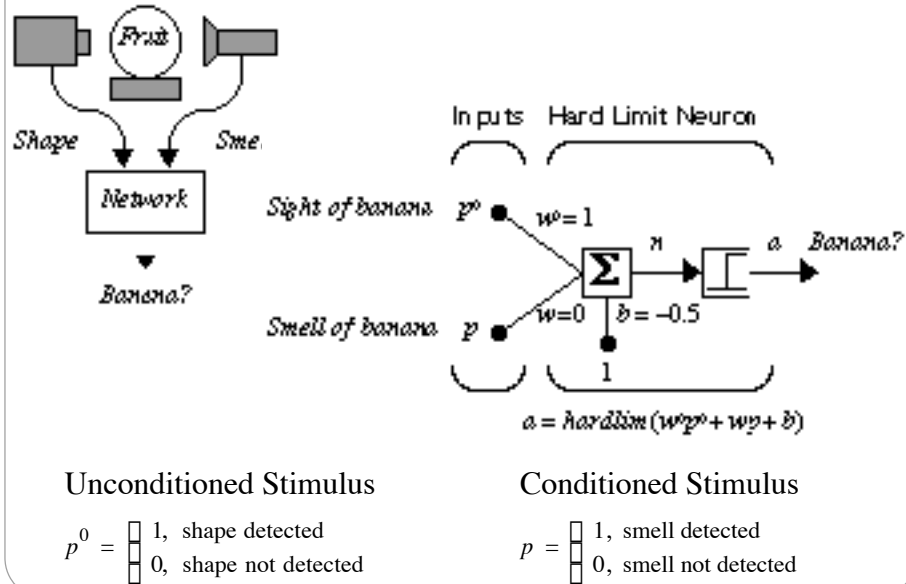 Fruit
Shape
Smel
Network
Banana?
Inputs Hard Limit Neuron
Sight of banana p⁰ w⁰= 1
Σ n a Banana?
Smell of banana p w=0 b = –0.5
1
a = hardlim(w⁰p⁰+ wp+ b)
Unconditioned Stimulus
p⁰ = 1, shape detected
0, shape not detected
Conditioned Stimulus
p = 1, smell detected
0, smell not detected